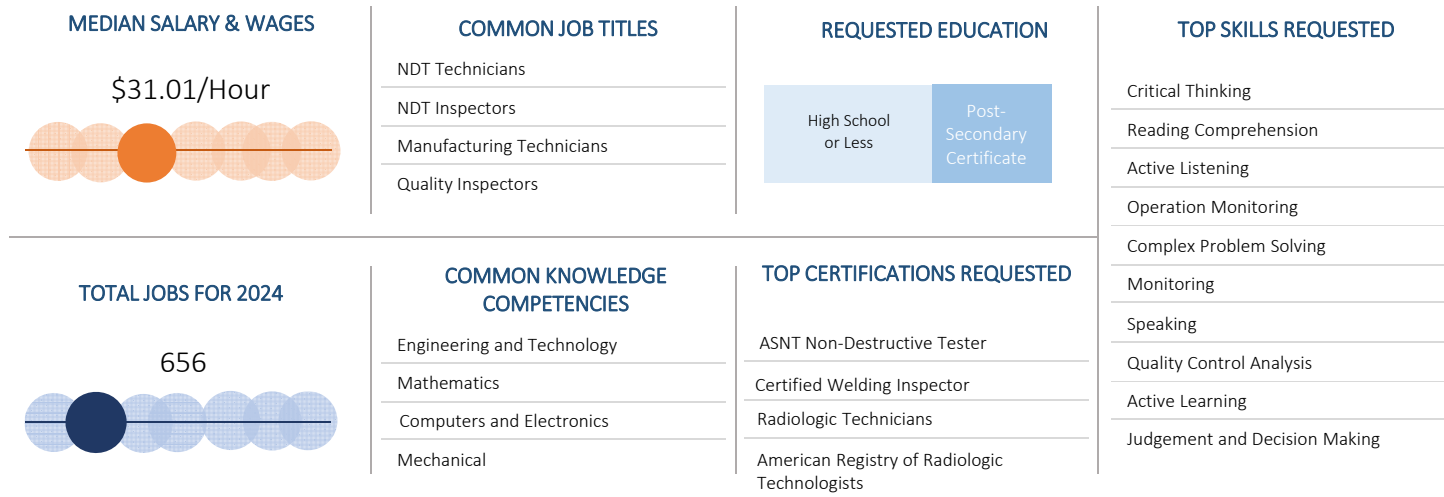 MEDIAN SALARY & WAGES
$31.01/Hour
COMMON JOB TITLES
NDT Technicians
NDT Inspectors
Manufacturing Technicians
Quality Inspectors
REQUESTED EDUCATION
High School
or Less
Post-
Secondary
Certificate
TOP SKILLS REQUESTED
Critical Thinking
Reading Comprehension
Active Listening
Operation Monitoring
Complex Problem Solving
Monitoring
Speaking
Quality Control Analysis
Active Learning
Judgement and Decision Making
TOTAL JOBS FOR 2024
656
COMMON KNOWLEDGE
COMPETENCIES
Engineering and Technology
Mathematics
Computers and Electronics
Mechanical
TOP CERTIFICATIONS REQUESTED
ASNT Non-Destructive Tester
Certified Welding Inspector
Radiologic Technicians
American Registry of Radiologic
Technologists